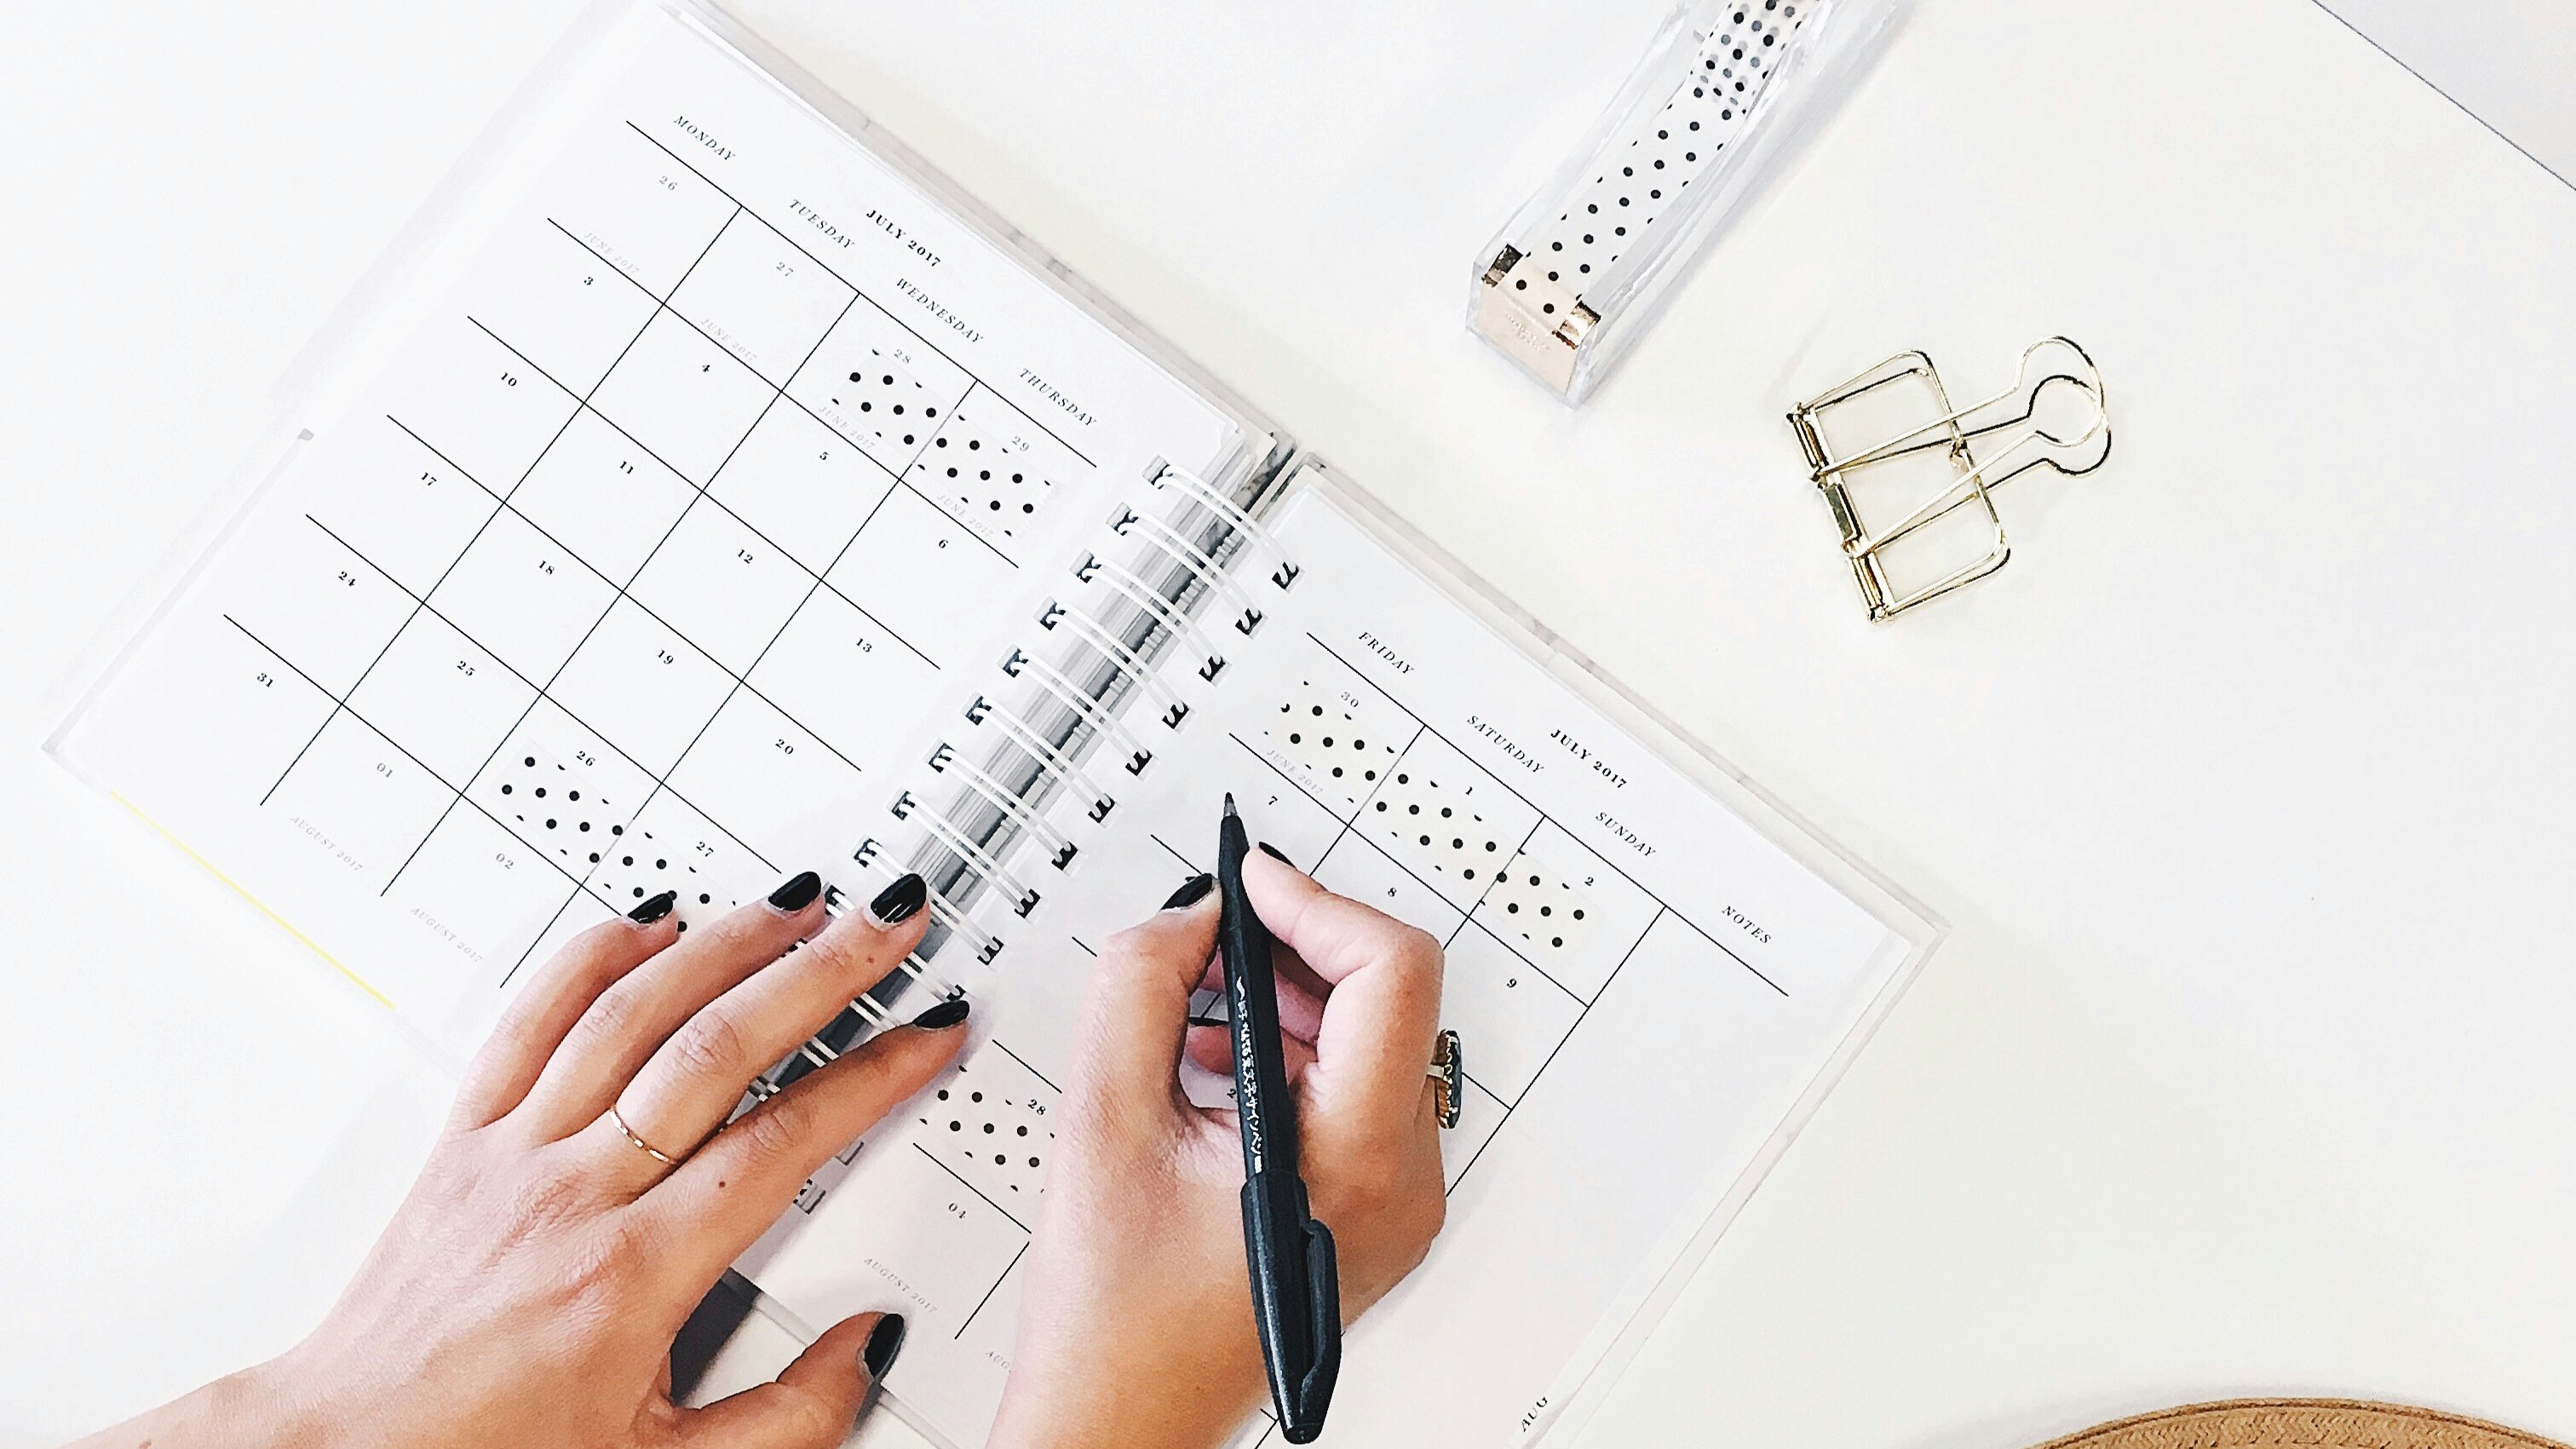 JULY 2017
MONDAY TUESDAY WEDNESDAY THURSDAY
26 27 28 29
JUNE 2017 JUNE 2017 JUNE 2017 JUNE 2017
3 4 5 6
10 11 12 13
17 18 19 20
24 25 26 27
31 01 02
AUGUST 2017 AUGUST 2017
JULY 2017
FRIDAY SATURDAY SUNDAY NOTES
30 1 2
JUNE 2017
7 8 9
28
04
AUGUST 2017
AUG